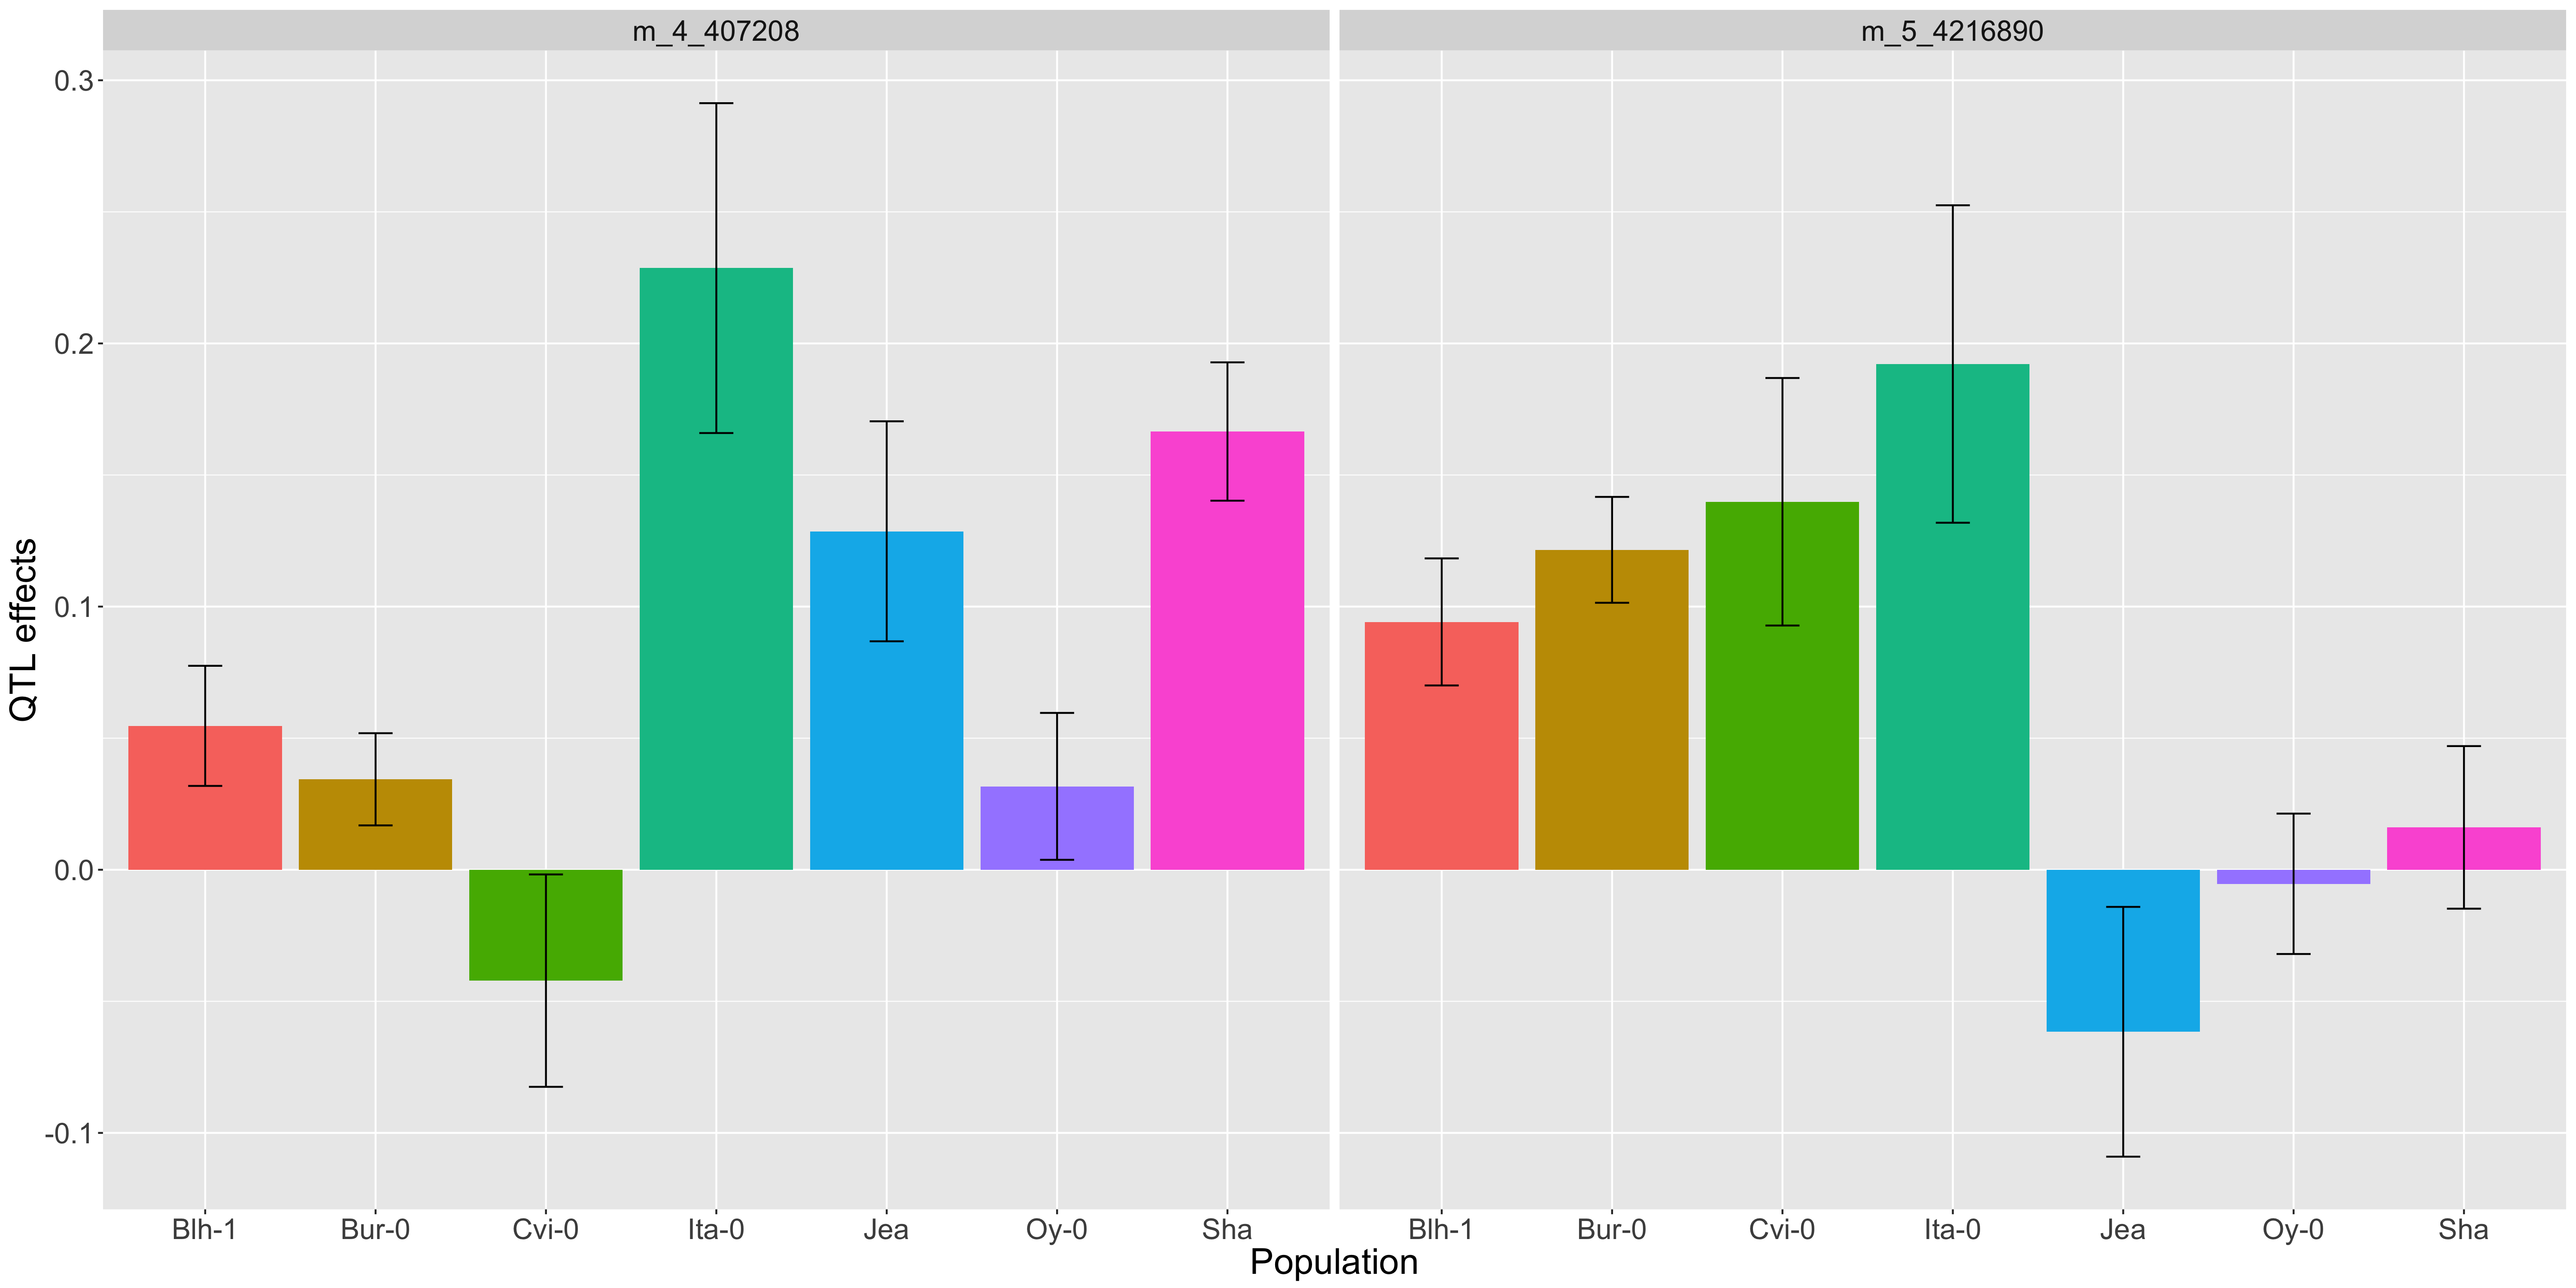 m_4_407208
m_5_4216890
QTL effects
0.3
0.2
0.1
0.0
-0.1
Blh-1 Bur-0 Cvi-0 Ita-0 Jea Oy-0 Sha
Blh-1 Bur-0 Cvi-0 Ita-0 Jea Oy-0 Sha
Population